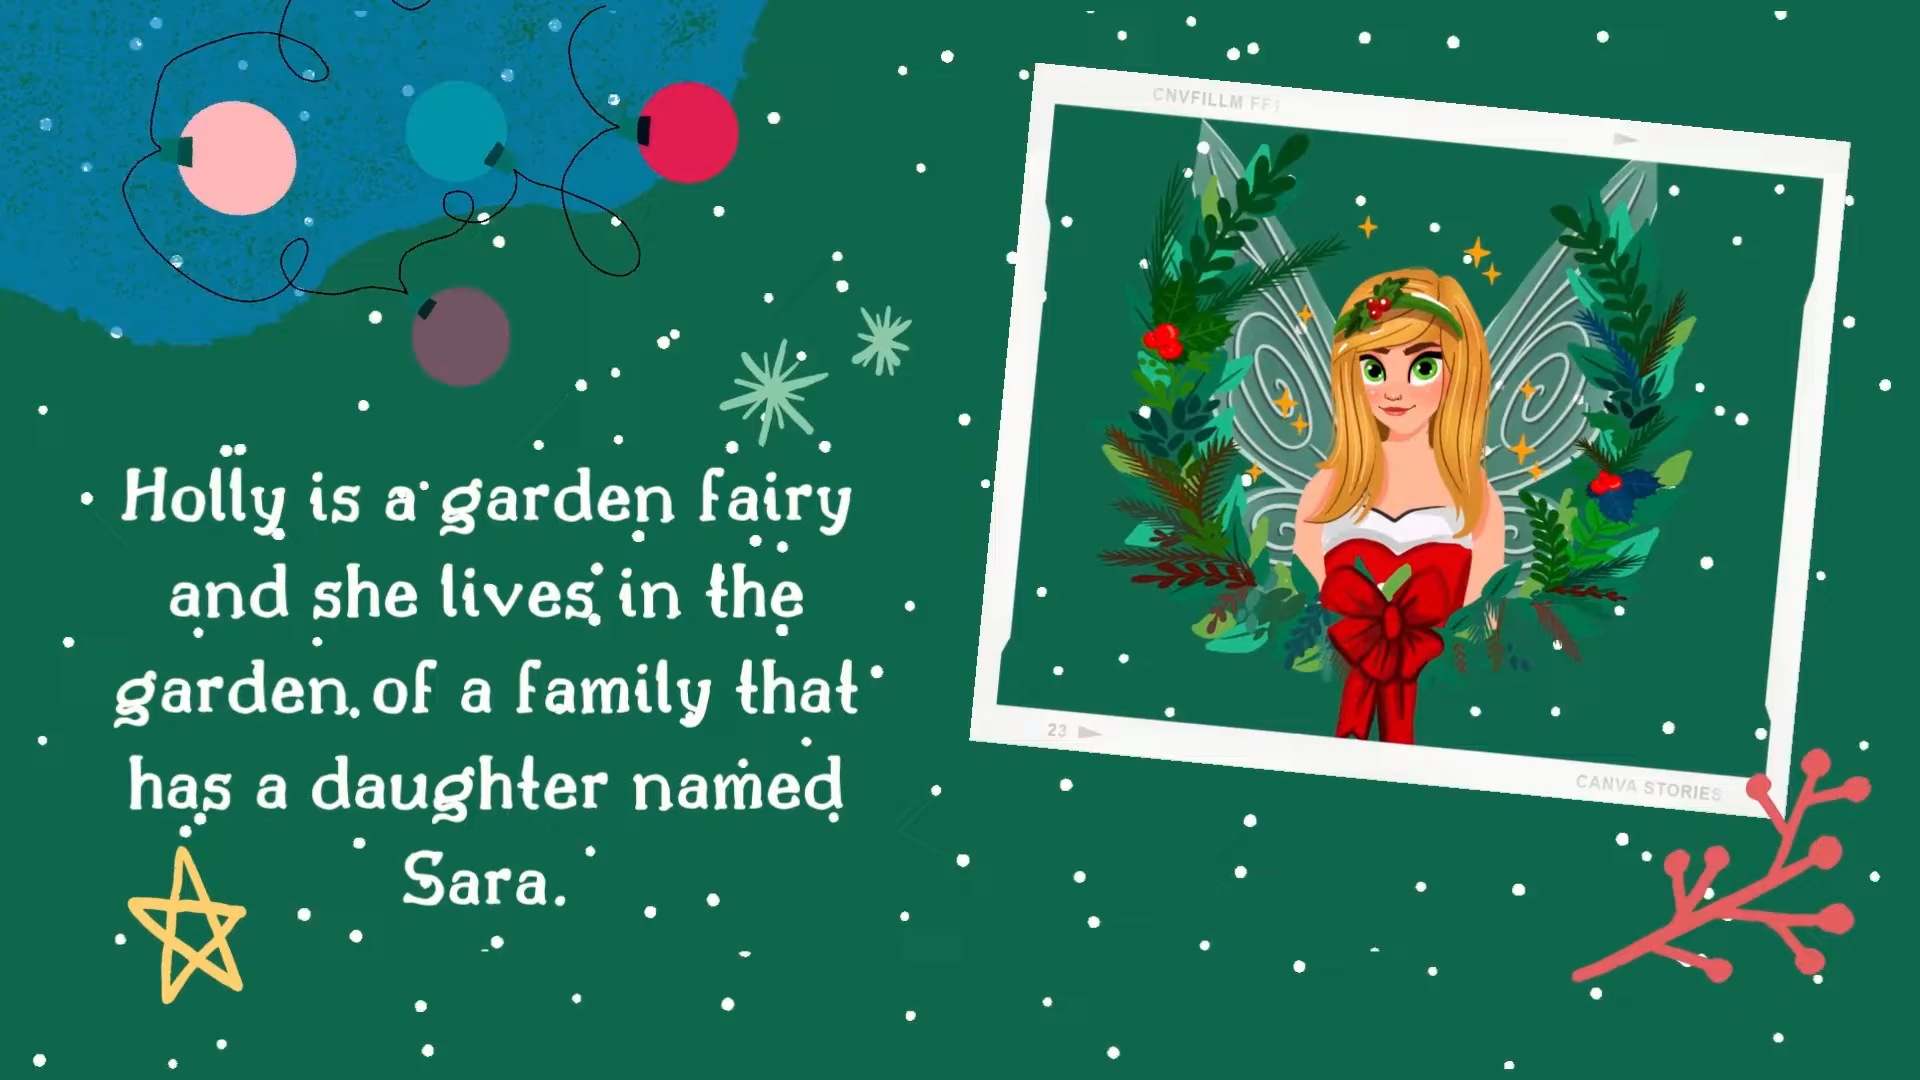 CNVFILLM FF1
Holly is a garden fairy
and she lives in the
garden of a family that
has a daughter named
Sara.
23
CANVA STORIES